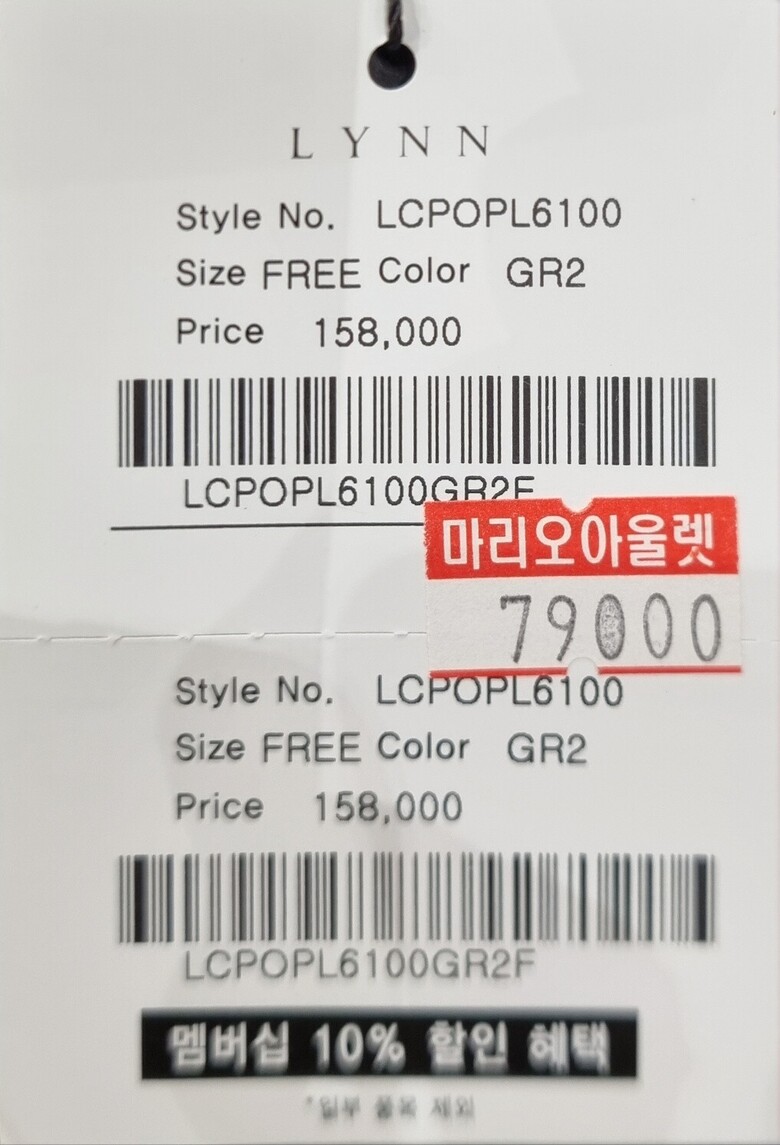 LYNN
Style No. LCPOPL6100
Size FREE Color GR2
Price 158,000
LCPOPL6100GR2F
마리오아울렛
79000
Style No. LCPOPL6100
Size FREE Color GR2
Price 158,000
LCPOPL6100GR2F
멤버십 10% 할인 혜택
*일부 품목 제외